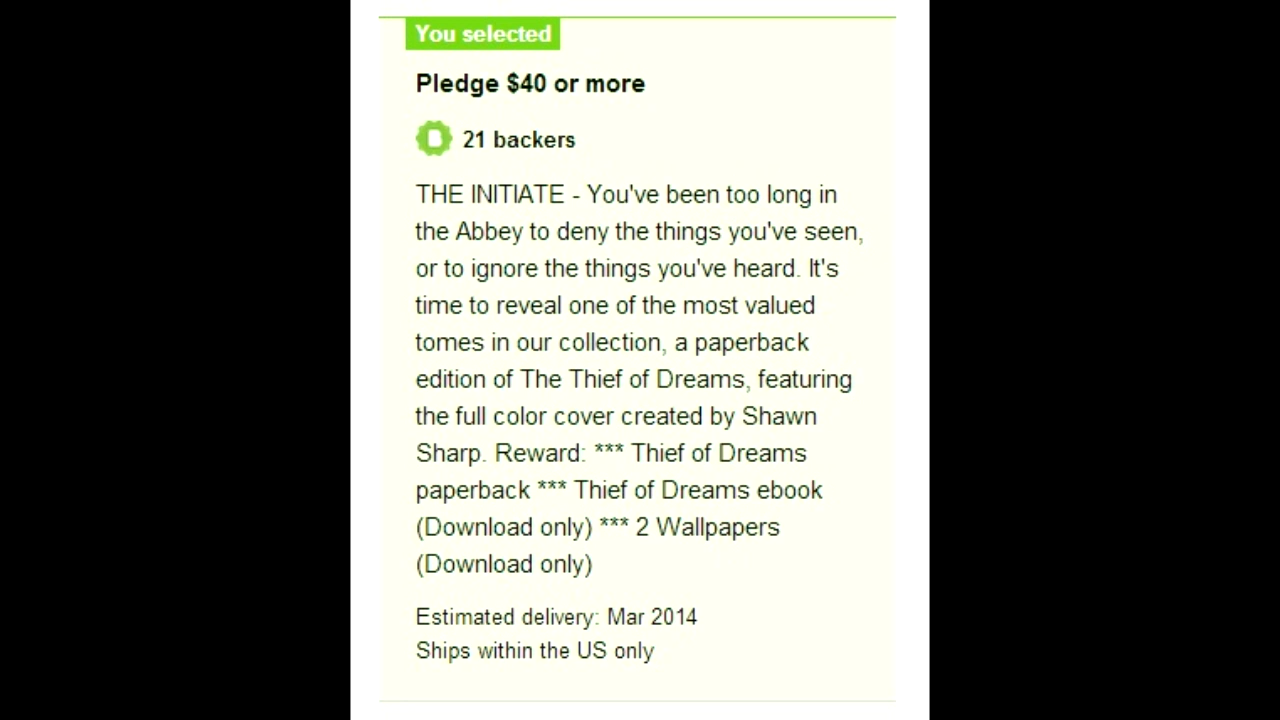 You selected
Pledge $40 or more
21 backers
THE INITIATE - You've been too long in
the Abbey to deny the things you've seen,
or to ignore the things you've heard. It's
time to reveal one of the most valued
tomes in our collection, a paperback
edition of The Thief of Dreams, featuring
the full color cover created by Shawn
Sharp. Reward: *** Thief of Dreams
paperback *** Thief of Dreams ebook
(Download only) *** 2 Wallpapers
(Download only)
Estimated delivery: Mar 2014
Ships within the US only